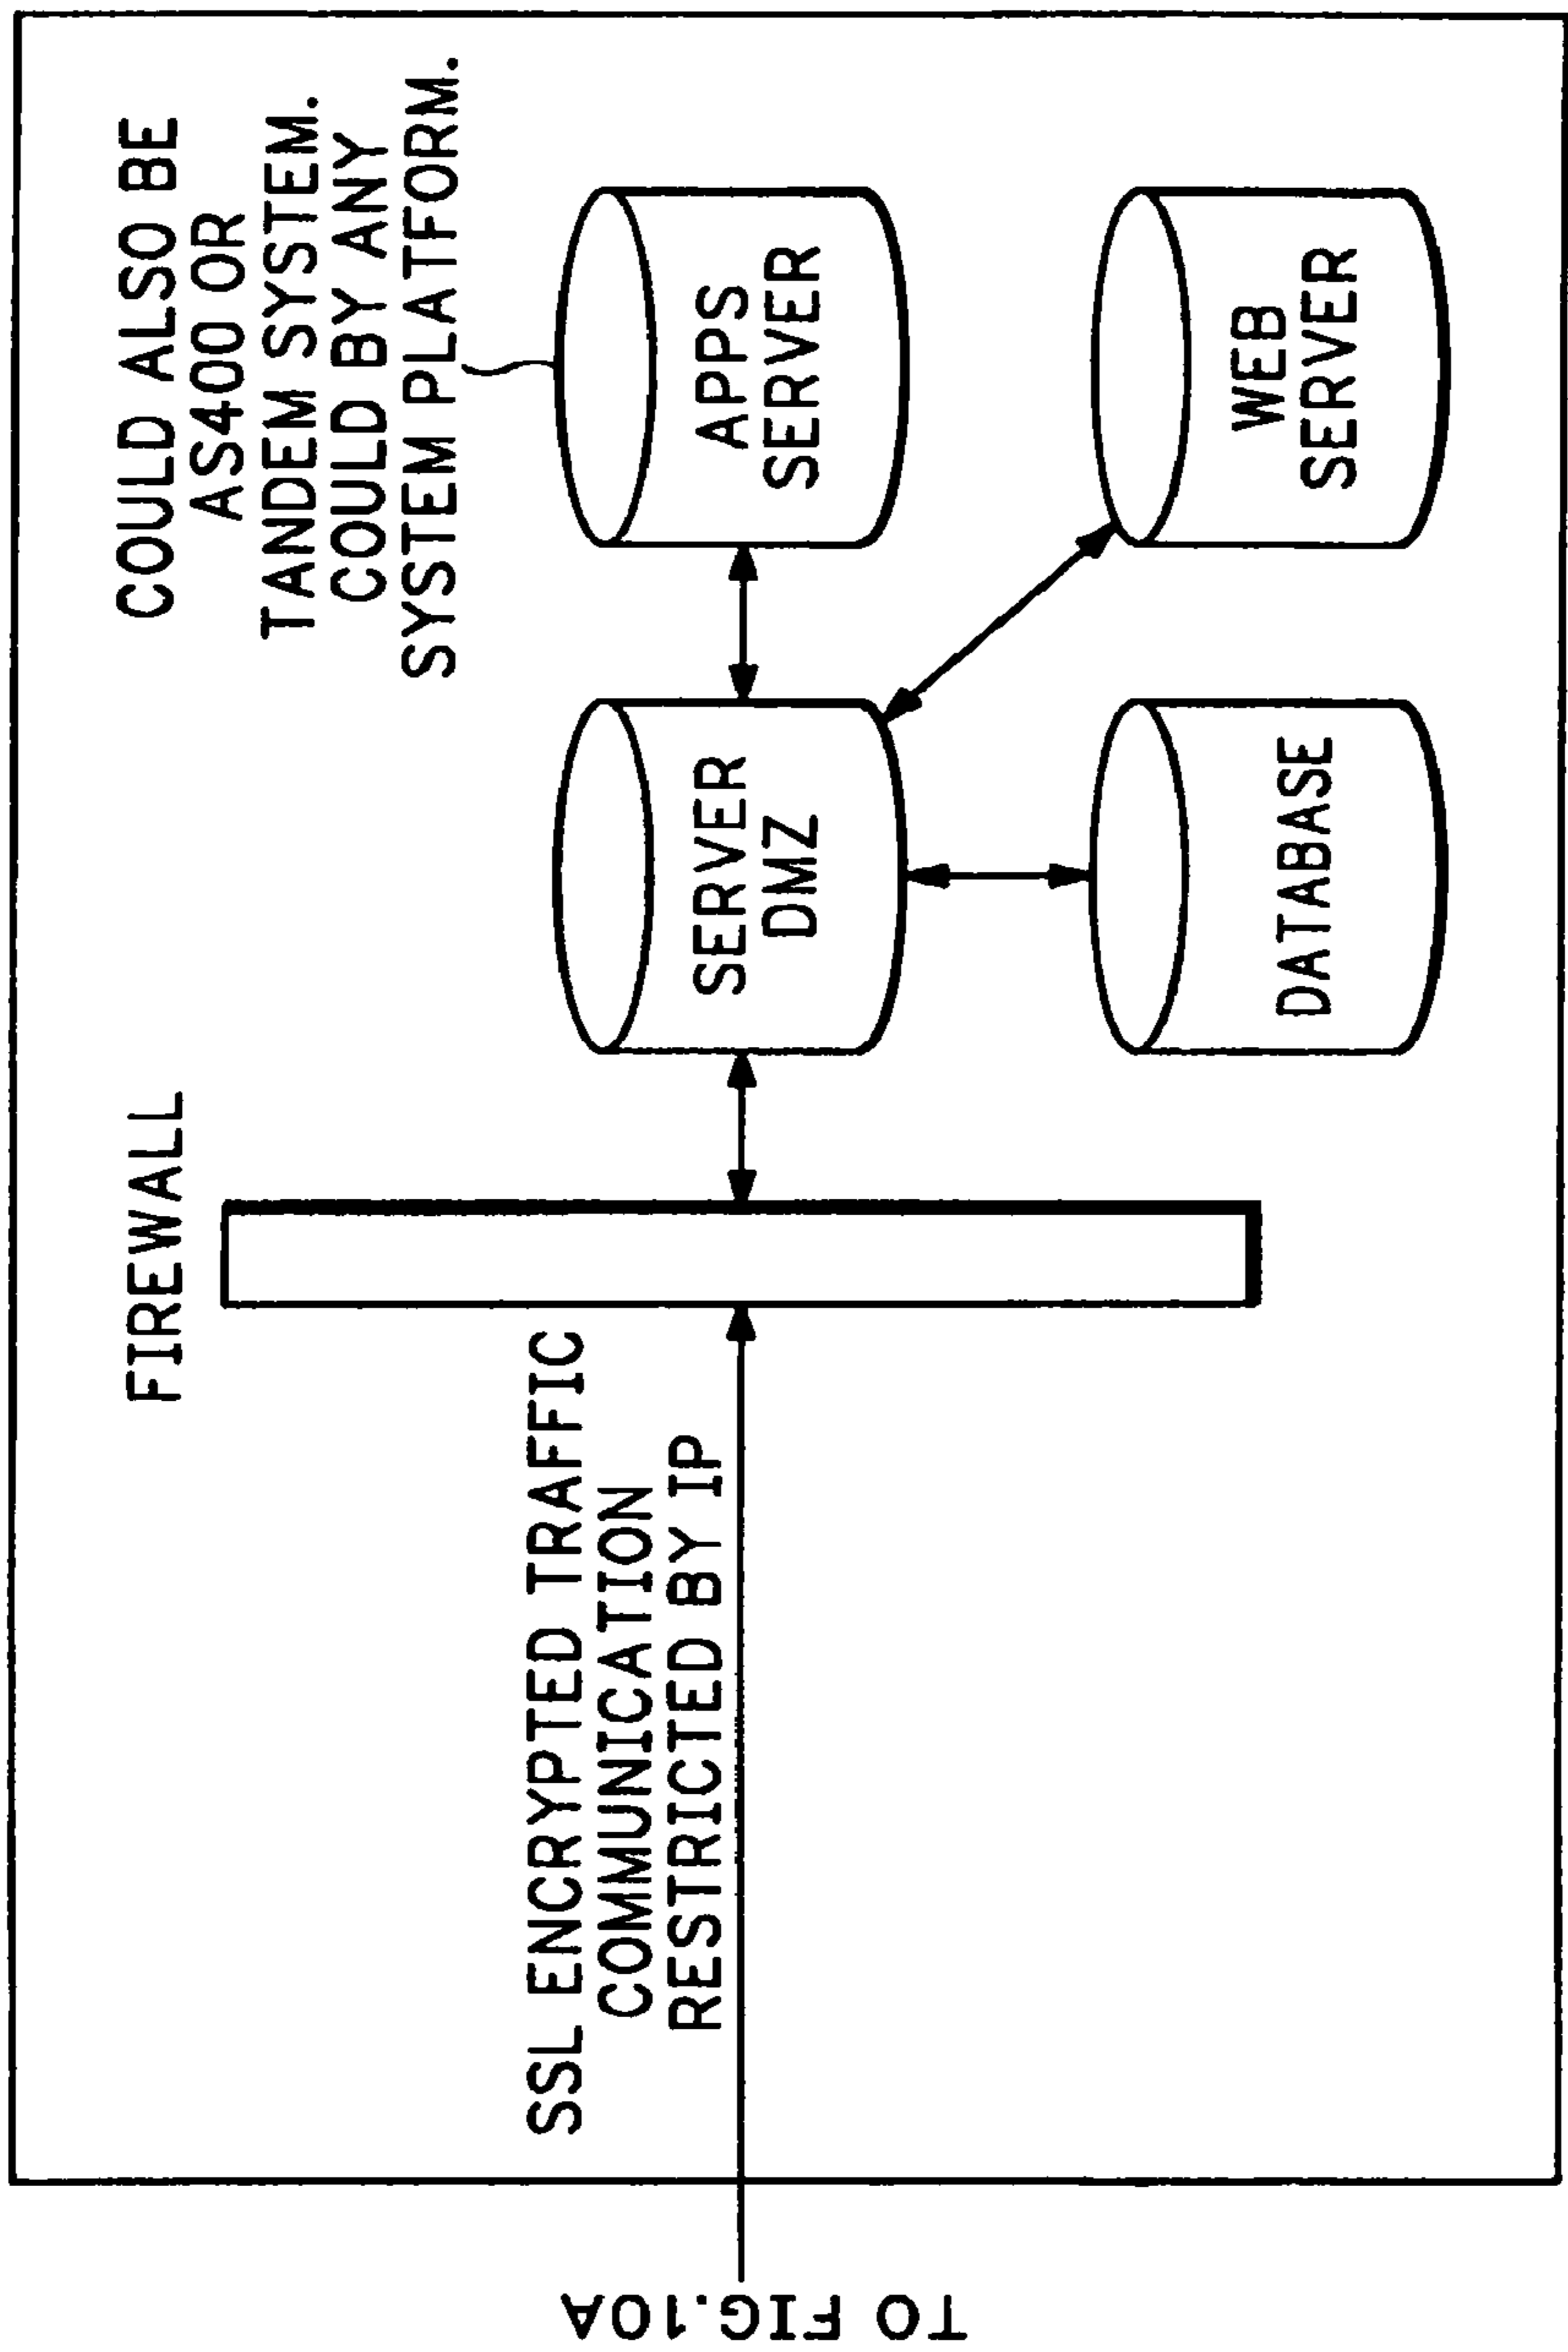 COULD ALSO BE
AS400 OR
TANDEM SYSTEM.
COULD BY ANY
SYSTEM PLATFORM.
FIREWALL
SSL ENCRYPTED TRAFFIC
COMMUNICATION
RESTRICTED BY IP
SERVER
DMZ
APPS
SERVER
DATABASE
WEB
SERVER
TO FIG.10A